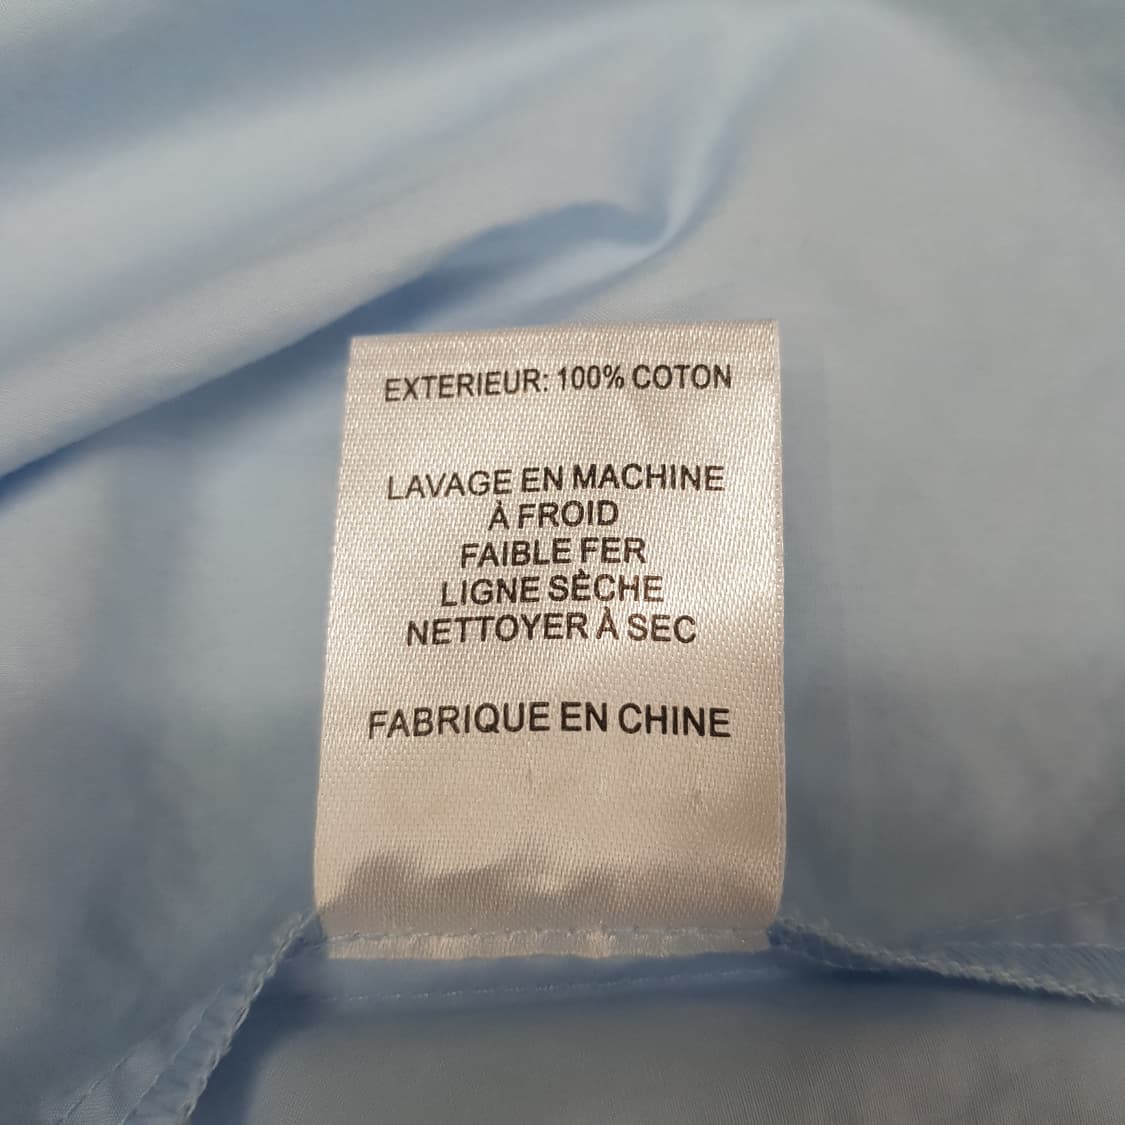 EXTERIEUR: 100% COTON
LAVAGE EN MACHINE
À FROID
FAIBLE FER
LIGNE SÈCHE
NETTOYER À SEC
FABRIQUE EN CHINE